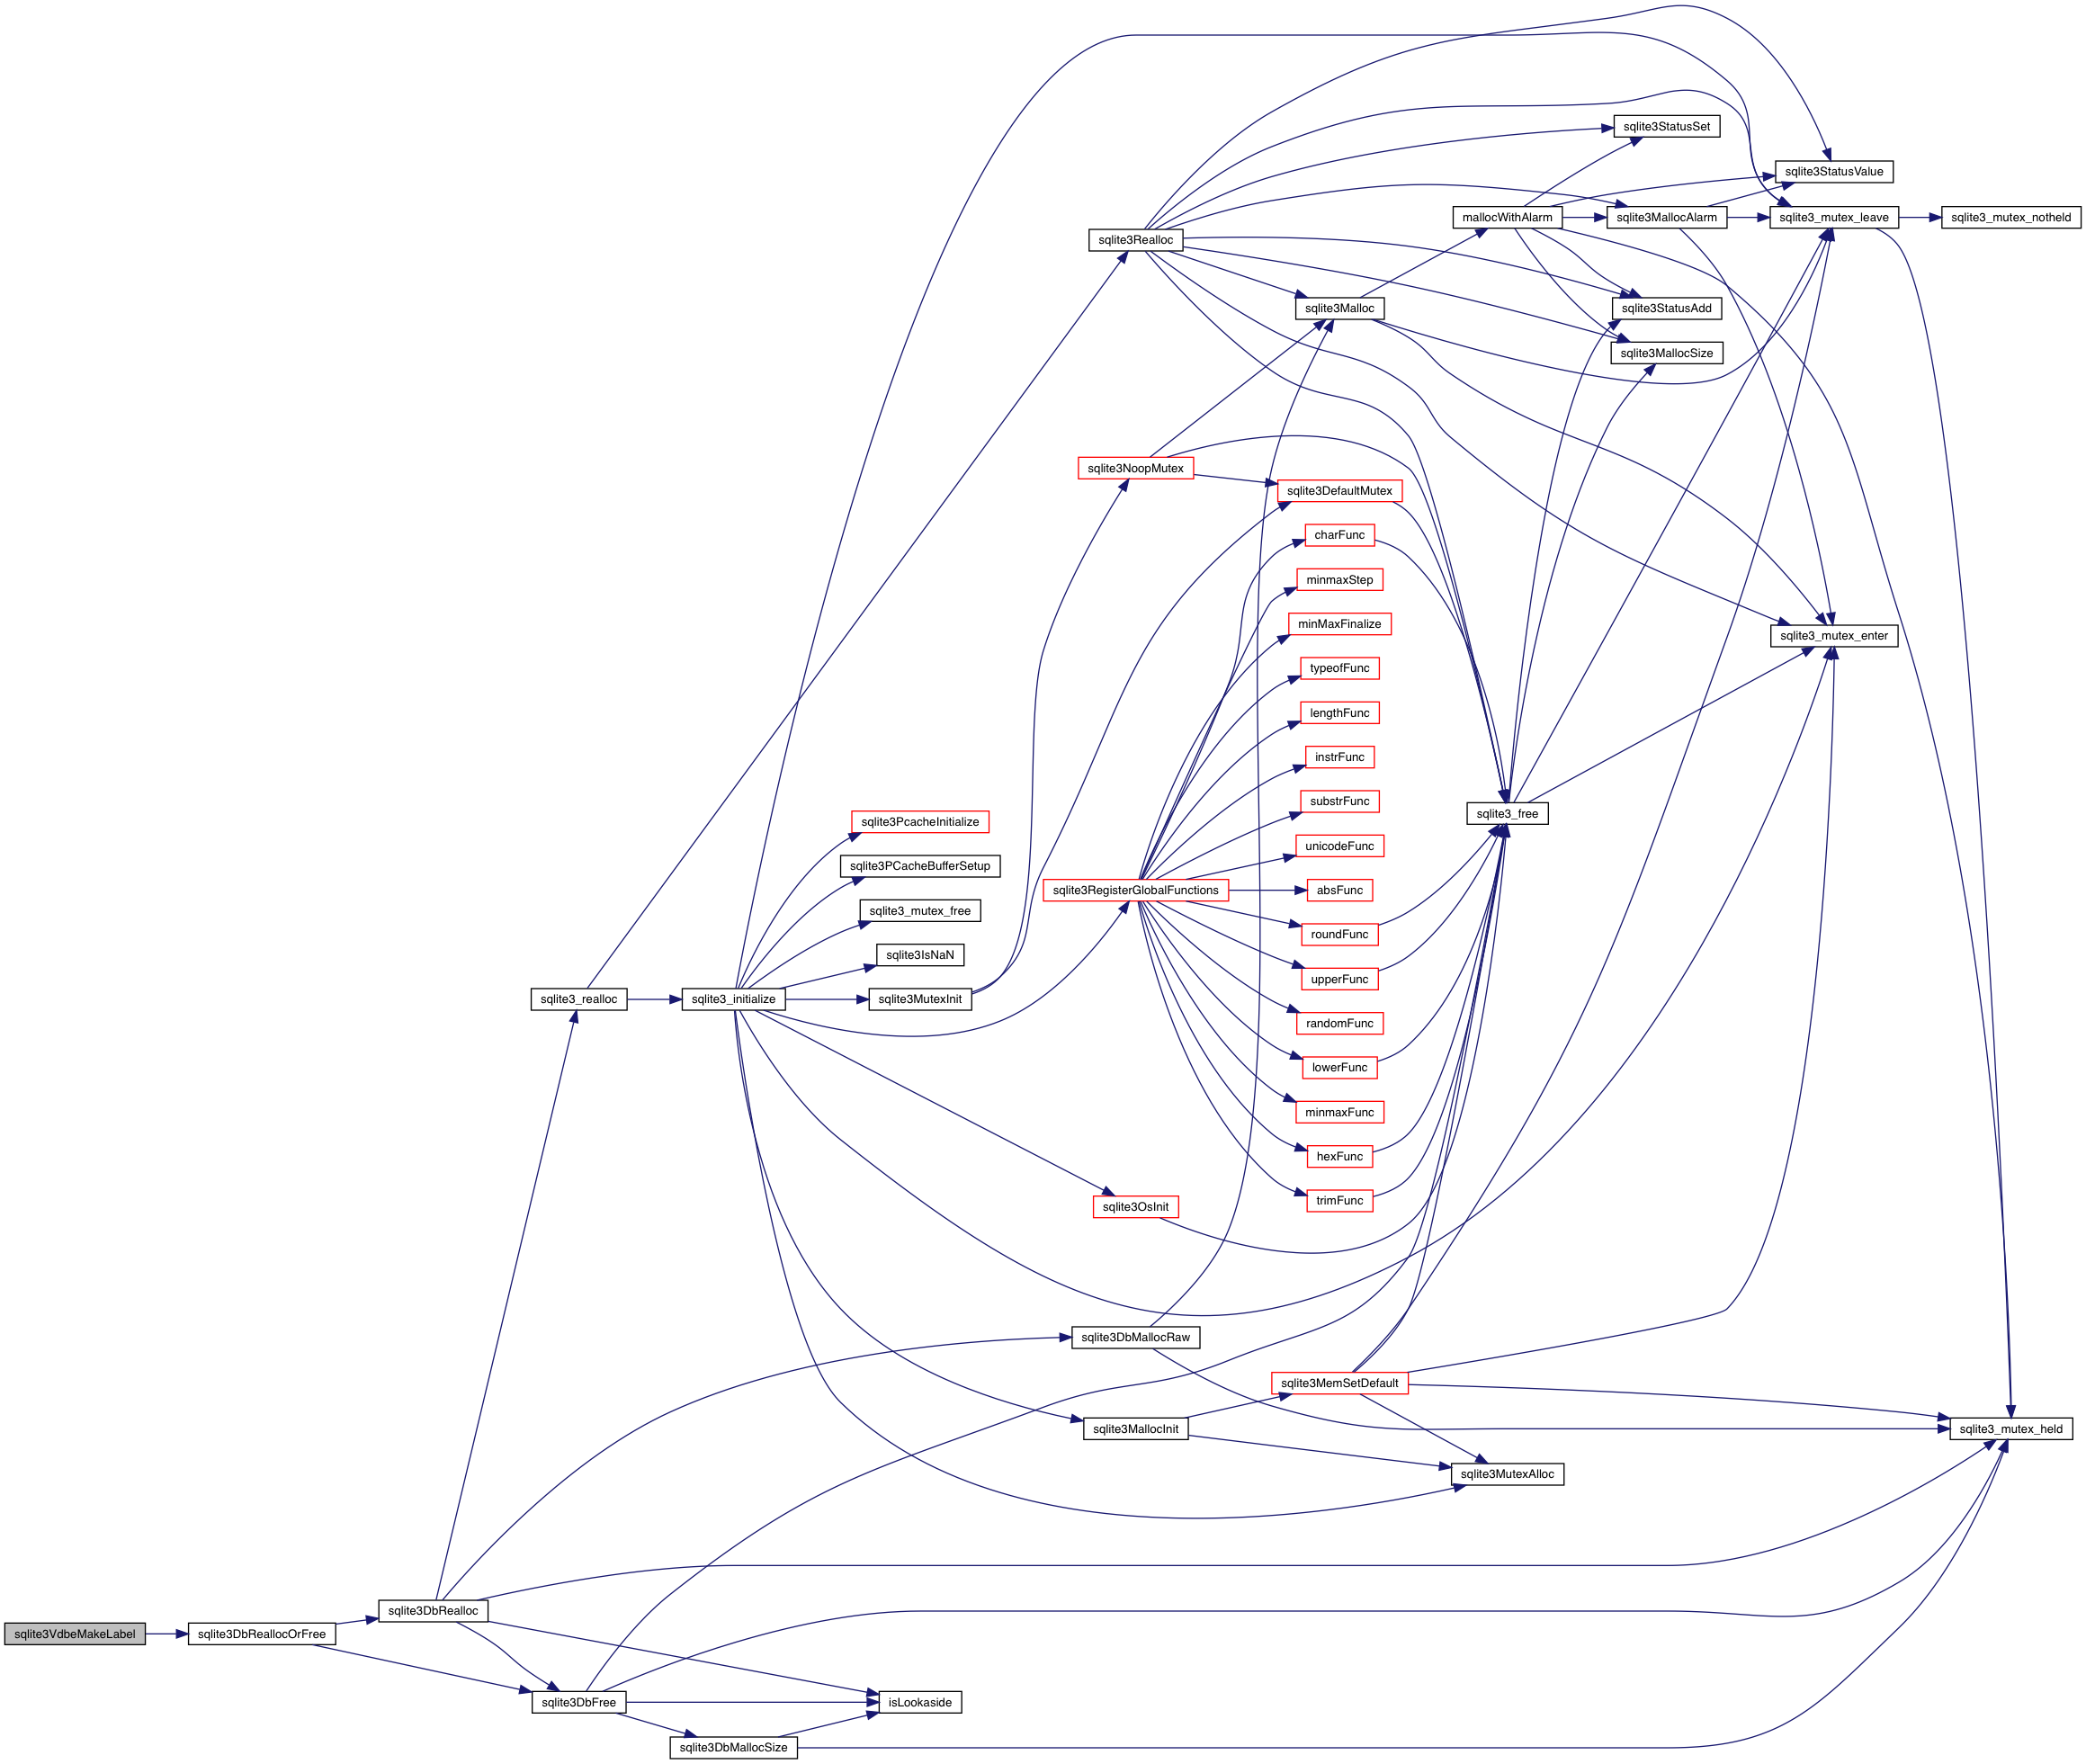 sqlite3VdbeMakeLabel
sqlite3DbReallocOrFree
sqlite3DbRealloc
sqlite3DbFree
sqlite3_realloc
sqlite3DbMallocSize
sqlite3_initialize
isLookaside
sqlite3PcacheInitialize
sqlite3PCacheBufferSetup
sqlite3_mutex_free
sqlite3IsNaN
sqlite3MutexInit
sqlite3Realloc
sqlite3NoopMutex
sqlite3RegisterGlobalFunctions
sqlite3OsInit
sqlite3DbMallocRaw
sqlite3MallocInit
sqlite3Malloc
sqlite3DefaultMutex
charFunc
minmaxStep
minMaxFinalize
typeofFunc
lengthFunc
instrFunc
substrFunc
unicodeFunc
absFunc
roundFunc
upperFunc
randomFunc
lowerFunc
minmaxFunc
hexFunc
trimFunc
sqlite3MemSetDefault
mallocWithAlarm
sqlite3_free
sqlite3MutexAlloc
sqlite3StatusSet
sqlite3MallocAlarm
sqlite3StatusAdd
sqlite3MallocSize
sqlite3StatusValue
sqlite3_mutex_leave
sqlite3_mutex_enter
sqlite3_mutex_notheld
sqlite3_mutex_held